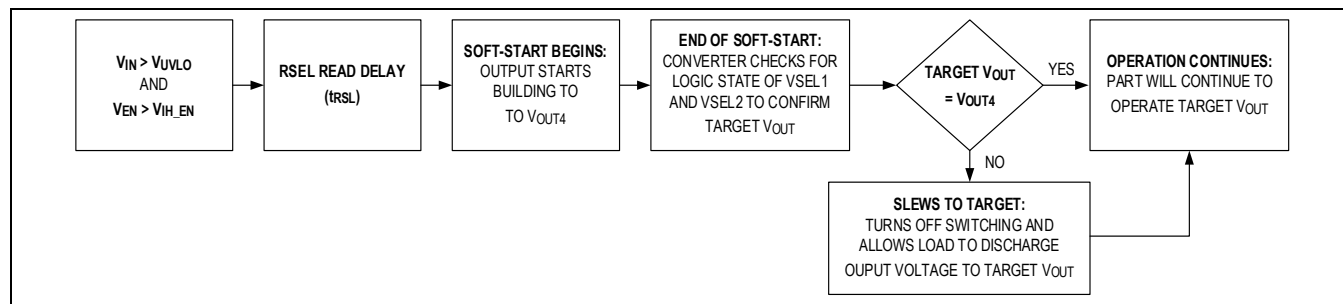 VIN > VUVLO
AND
VEN > VIH_EN
RSEL READ DELAY
(tRSL)
SOFT-START BEGINS:
OUTPUT STARTS
BUILDING TO
TO VOUT4
END OF SOFT-START:
CONVERTER CHECKS FOR
LOGIC STATE OF VSEL1
AND VSEL2 TO CONFIRM
TARGET VOUT
TARGET VOUT
= VOUT4
YES
OPERATION CONTINUES:
PART WILL CONTINUE TO
OPERATE TARGET VOUT
NO
SLEWS TO TARGET:
TURNS OFF SWITCHING AND
ALLOWS LOAD TO DISCHARGE
OUPUT VOLTAGE TO TARGET VOUT